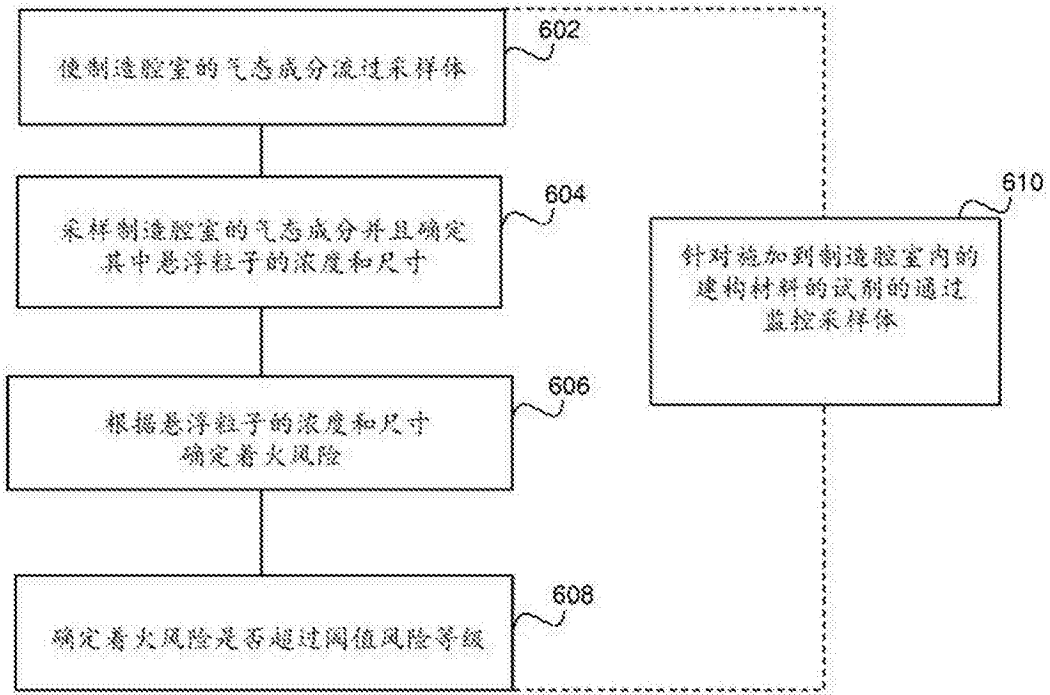 602
使制造腔室的气态成分流过采样体
604
采样制造腔室的气态成分并且确定
其中悬浮粒子的浓度和尺寸
606
根据悬浮粒子的浓度和尺寸
确定着火风险
608
确定着火风险是否超过阈值风险等级
610
针对施加到制造腔室内的
建构材料的试剂的通过
监控采样体